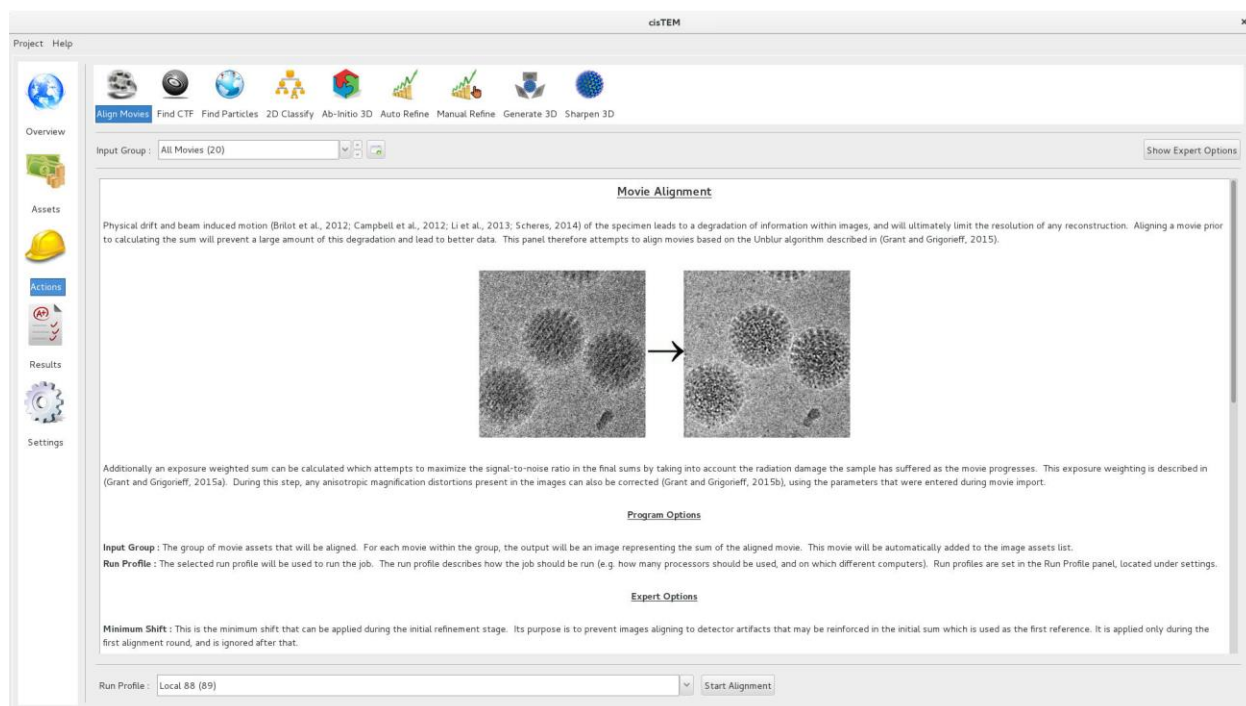 cisTEM
×
Project Help
Overview
Assets
Actions
Results
Settings
Align Movies Find CTF Find Particles 2D Classify Ab-Initio 3D Auto Refine Manual Refine Generate 3D Sharpen 3D
Input Group : All Movies (20) Show Expert Options
Movie Alignment
Physical drift and beam induced motion (Brilot et al., 2012; Campbell et al., 2012; Li et al., 2013; Scheres, 2014) of the specimen leads to a degradation of information within images, and will ultimately limit the resolution of any reconstruction. Aligning a movie prior
to calculating the sum will prevent a large amount of this degradation and lead to better data. This panel therefore attempts to align movies based on the Unblur algorithm described in (Grant and Grigorieff, 2015).
Additionally an exposure weighted sum can be calculated which attempts to maximize the signal-to-noise ratio in the final sums by taking into account the radiation damage the sample has suffered as the movie progresses. This exposure weighting is described in
(Grant and Grigorieff, 2015a). During this step, any anisotropic magnification distortions present in the images can also be corrected (Grant and Grigorieff, 2015b), using the parameters that were entered during movie import.
Program Options
Input Group : The group of movie assets that will be aligned. For each movie within the group, the output will be an image representing the sum of the aligned movie. This movie will be automatically added to the image assets list.
Run Profile : The selected run profile will be used to run the job. The run profile describes how the job should be run (e.g. how many processors should be used, and on which different computers). Run profiles are set in the Run Profile panel, located under settings.
Expert Options
Minimum Shift : This is the minimum shift that can be applied during the initial refinement stage. Its purpose is to prevent images aligning to detector artifacts that may be reinforced in the initial sum which is used as the first reference. It is applied only during the
first alignment round, and is ignored after that.
Run Profile : Local 88 (89) Start Alignment
A+